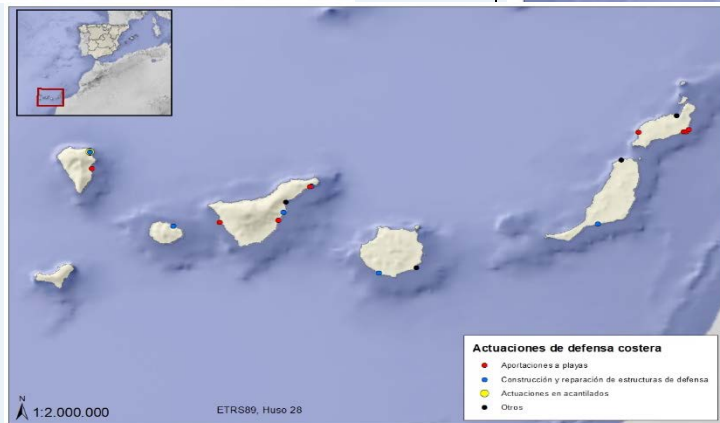 N
1:2.000.000
ETRS89, Huso 28
Actuaciones de defensa costera
Aportaciones a playas
Construcción y reparación de estructuras de defensa
Actuaciones en acantilados
Otros